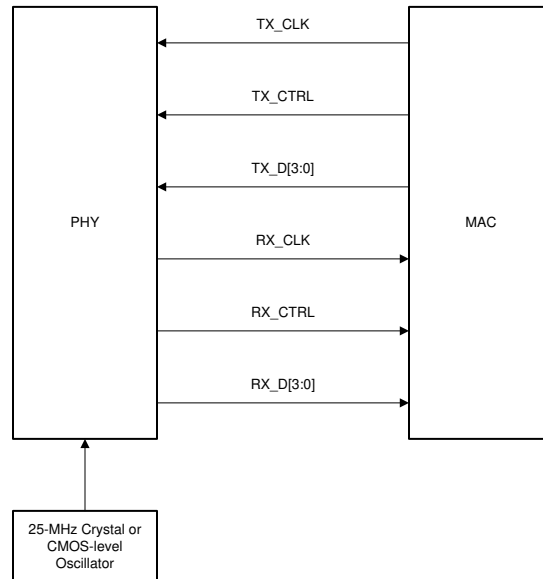 TX_CLK
TX_CTRL
TX_D[3:0]
PHY
MAC
RX_CLK
RX_CTRL
RX_D[3:0]
25-MHz Crystal or
CMOS-level
Oscillator